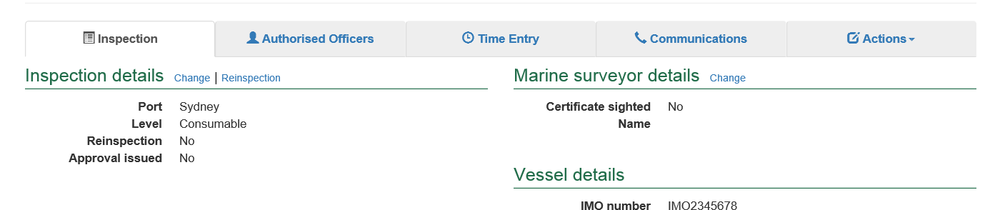 Inspection
Authorised Officers
Time Entry
Communications
Actions
Inspection details Change | Reinspection
Port Sydney
Level Consumable
Reinspection No
Approval issued No
Marine surveyor details Change
Certificate sighted No
Name
Vessel details
IMO number IMO2345678